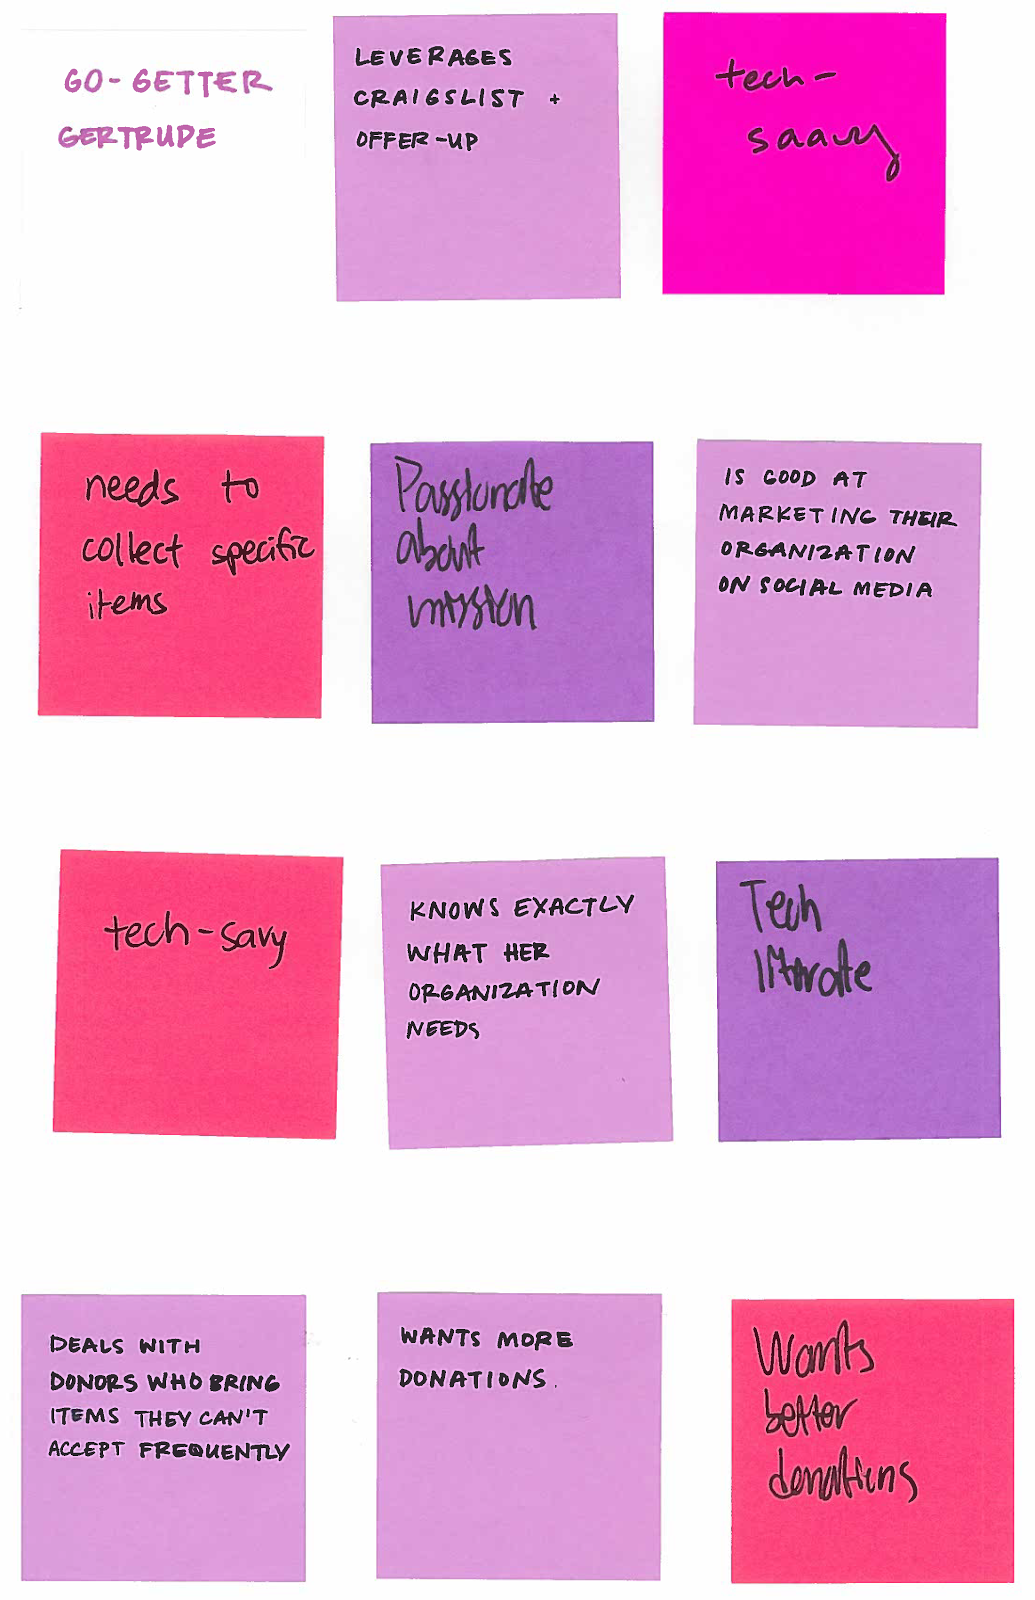 GO-GETTER
GERTRUDE
LEVERAGES
CRAIGSLIST +
OFFER-UP
tech-
saavy
needs to
collect specific
items
Passionate
about
mission
IS GOOD AT
MARKETING THEIR
ORGANIZATION
ON SOCIAL MEDIA
tech-savy
KNOWS EXACTLY
WHAT HER
ORGANIZATION
NEEDS
Tech
literate
DEALS WITH
DONORS WHO BRING
ITEMS THEY CAN'T
ACCEPT FREQUENTLY
WANTS MORE
DONATIONS.
Wants
better
donations